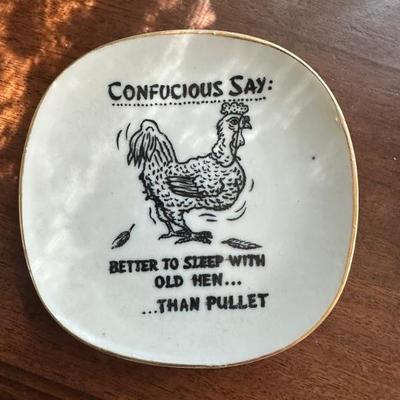 CONFUCIOUS SAY:
BETTER TO SLEEP WITH
OLD HEN...
...THAN PULLET